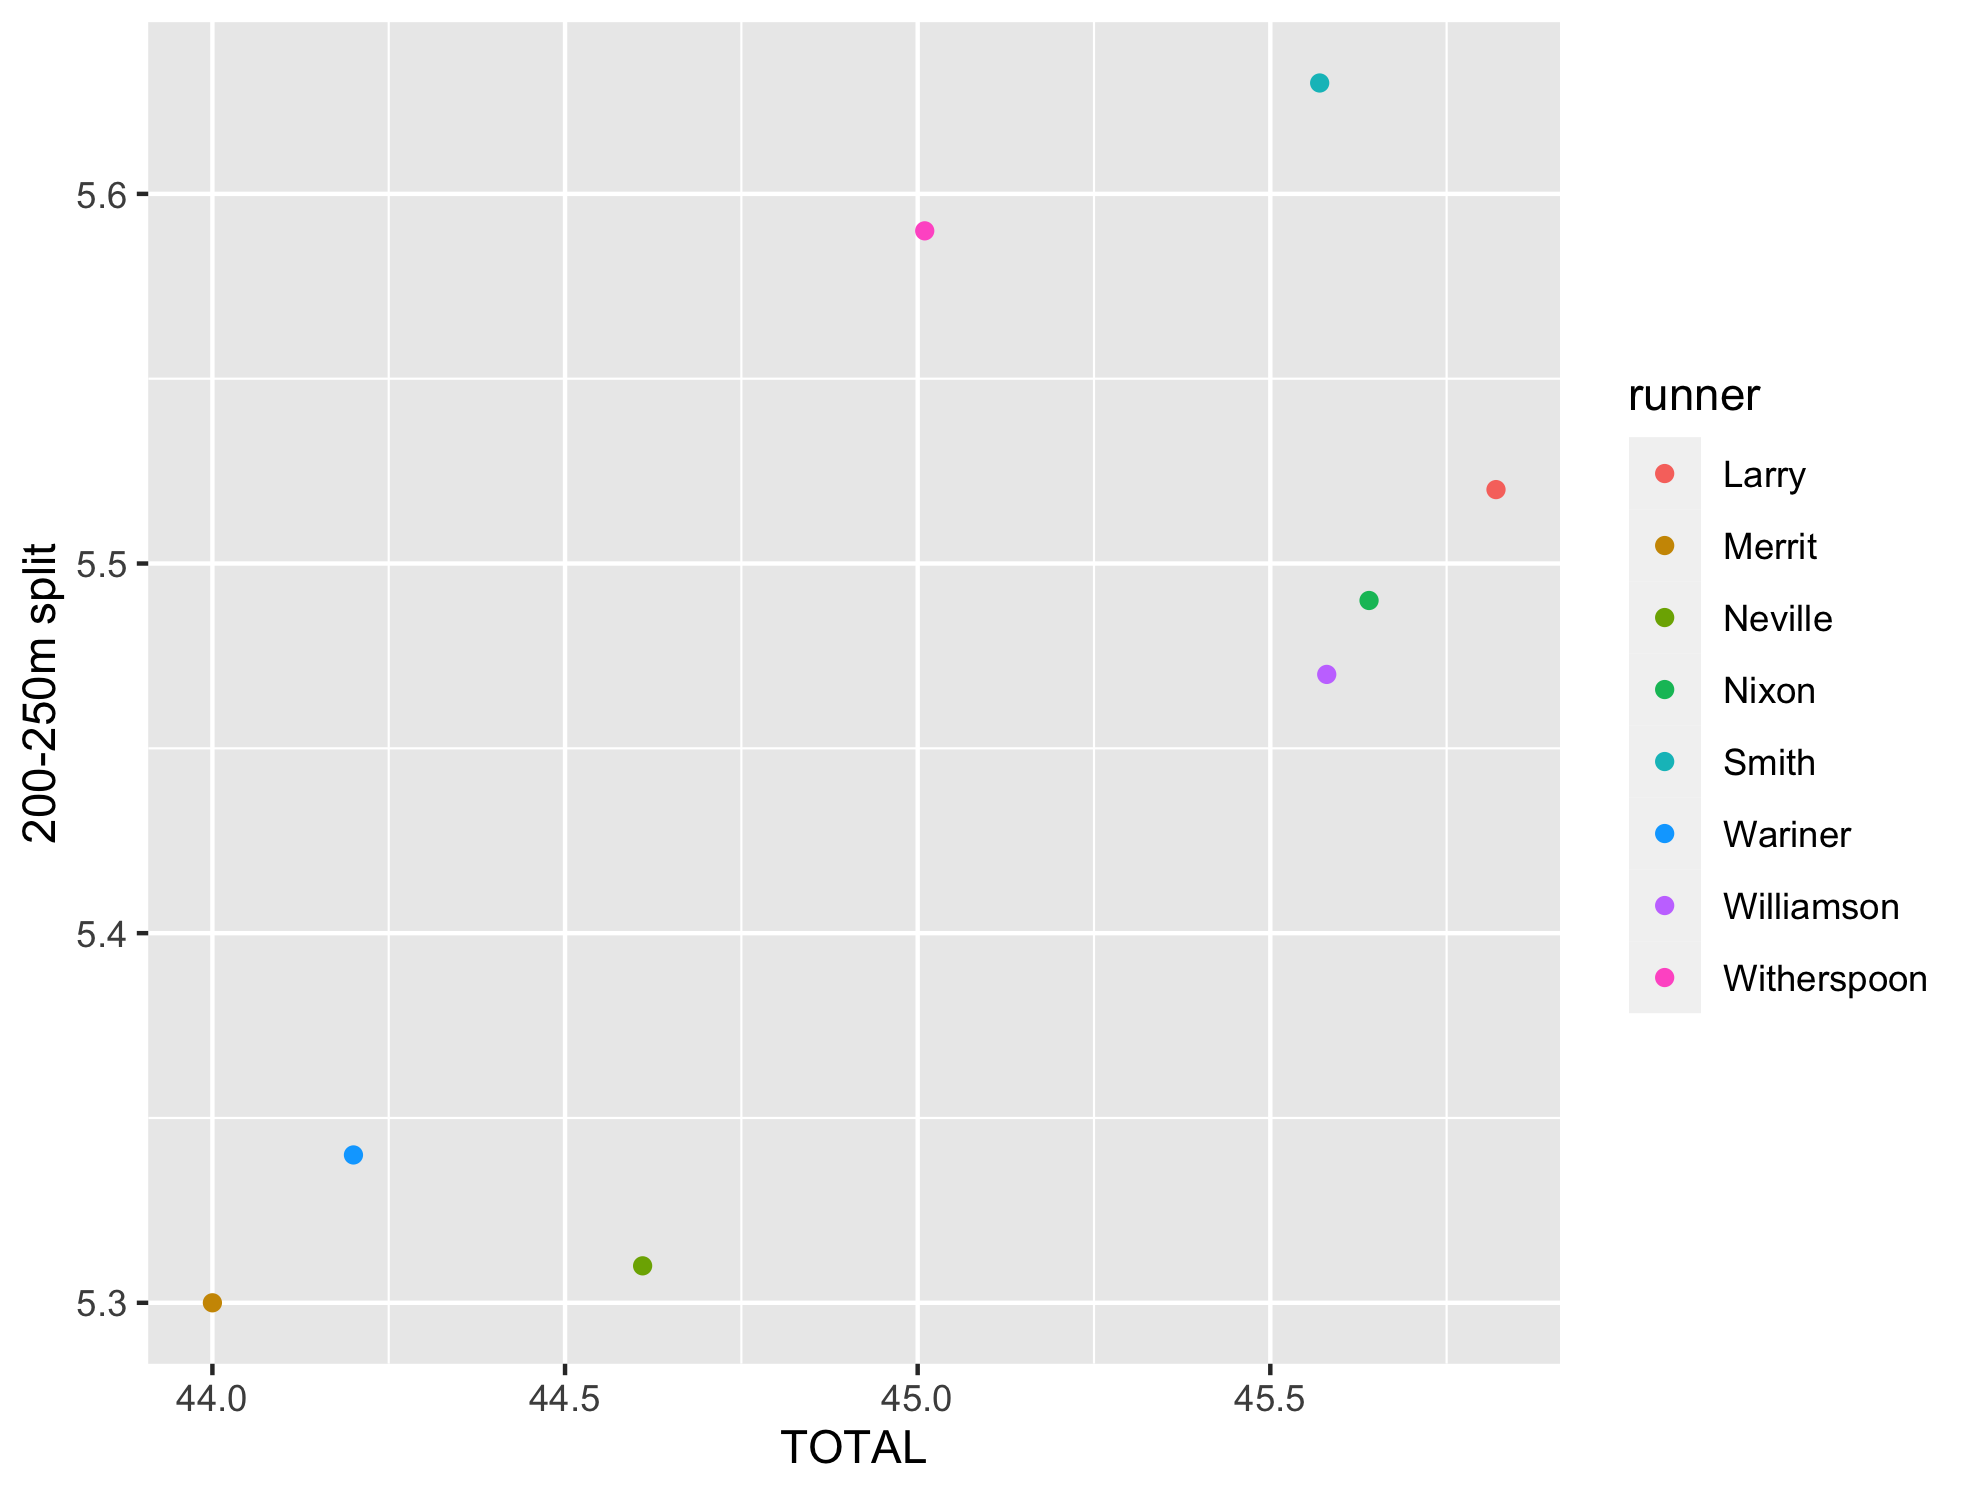 5.6
5.5
5.4
5.3
200-250m split
44.0 44.5 45.0 45.5
TOTAL
runner
Larry
Merrit
Neville
Nixon
Smith
Wariner
Williamson
Witherspoon